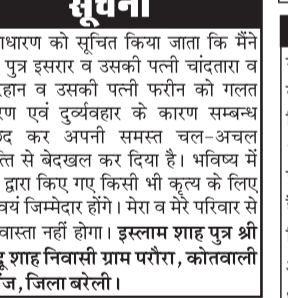 सूचना
धारण को सूचित किया जाता कि मैंने
पुत्र इसरार व उसकी पत्नी चांदतारा व
हान व उसकी पत्नी फरीन को गलत
रण एवं दुर्व्यवहार के कारण सम्बन्ध
द कर अपनी समस्त चल-अचल
त्ति से बेदखल कर दिया है। भविष्य में
द्वारा किए गए किसी भी कृत्य के लिए
वयं जिम्मेदार होंगे। मेरा व मेरे परिवार से
वास्ता नहीं होगा। इस्लाम शाह पुत्र श्री
शाह निवासी ग्राम परौरा, कोतवाली
ज, जिला बरेली।